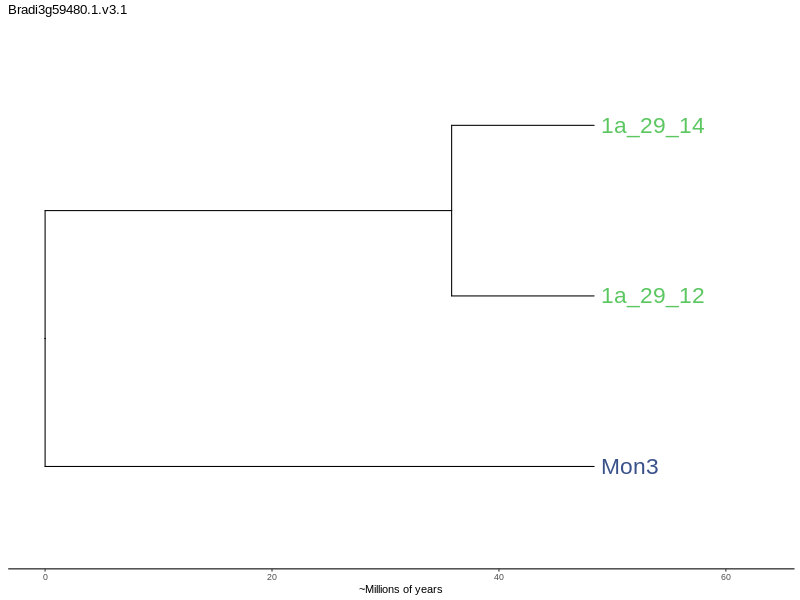 Bradi3g59480.1.v3.1
1a_29_14
1a_29_12
Mon3
0 20 40 60
~Millions of years